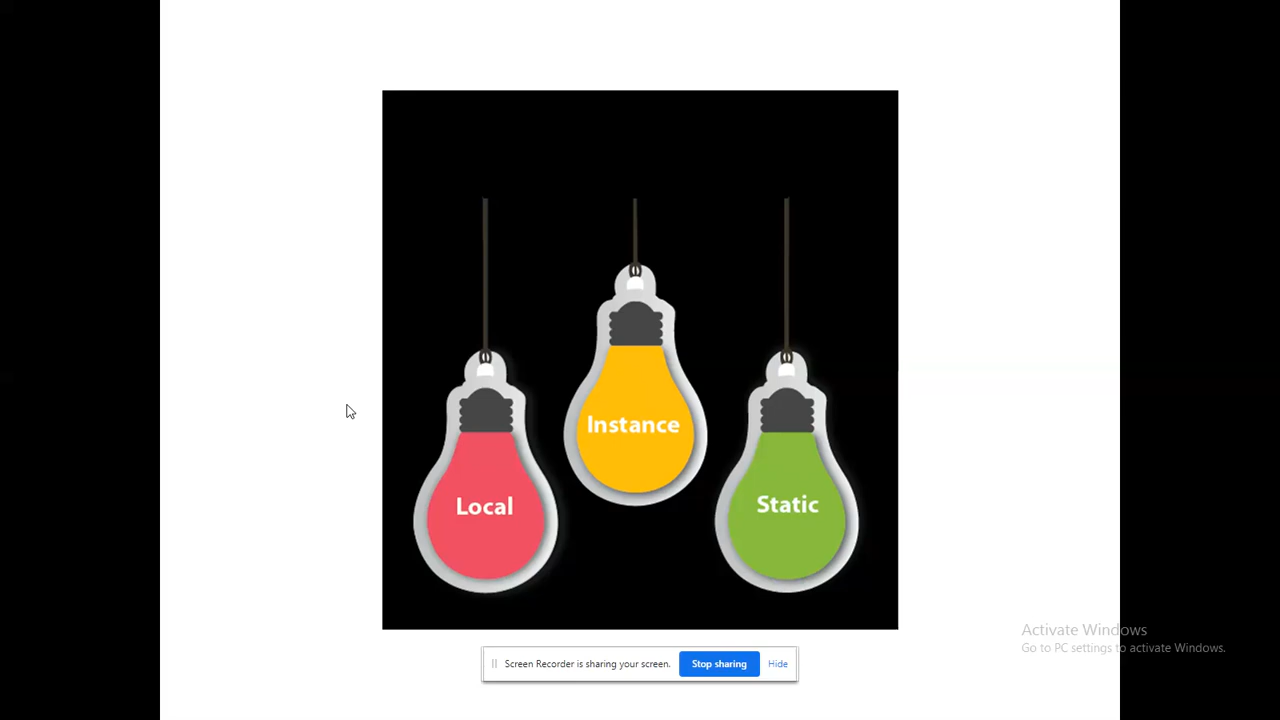 Instance
Local
Static
Activate Windows
Go to PC settings to activate Windows.
Screen Recorder is sharing your screen.
Stop sharing
Hide